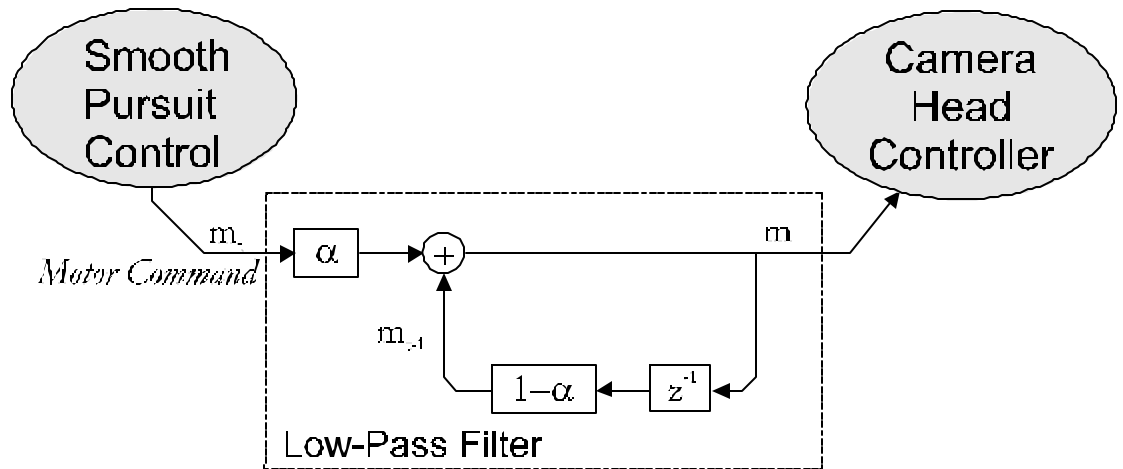 Smooth
Pursuit
Control
Camera
Head
Controller
m
α
+
m
Motor Command
m
1−α
z⁻¹
Low-Pass Filter